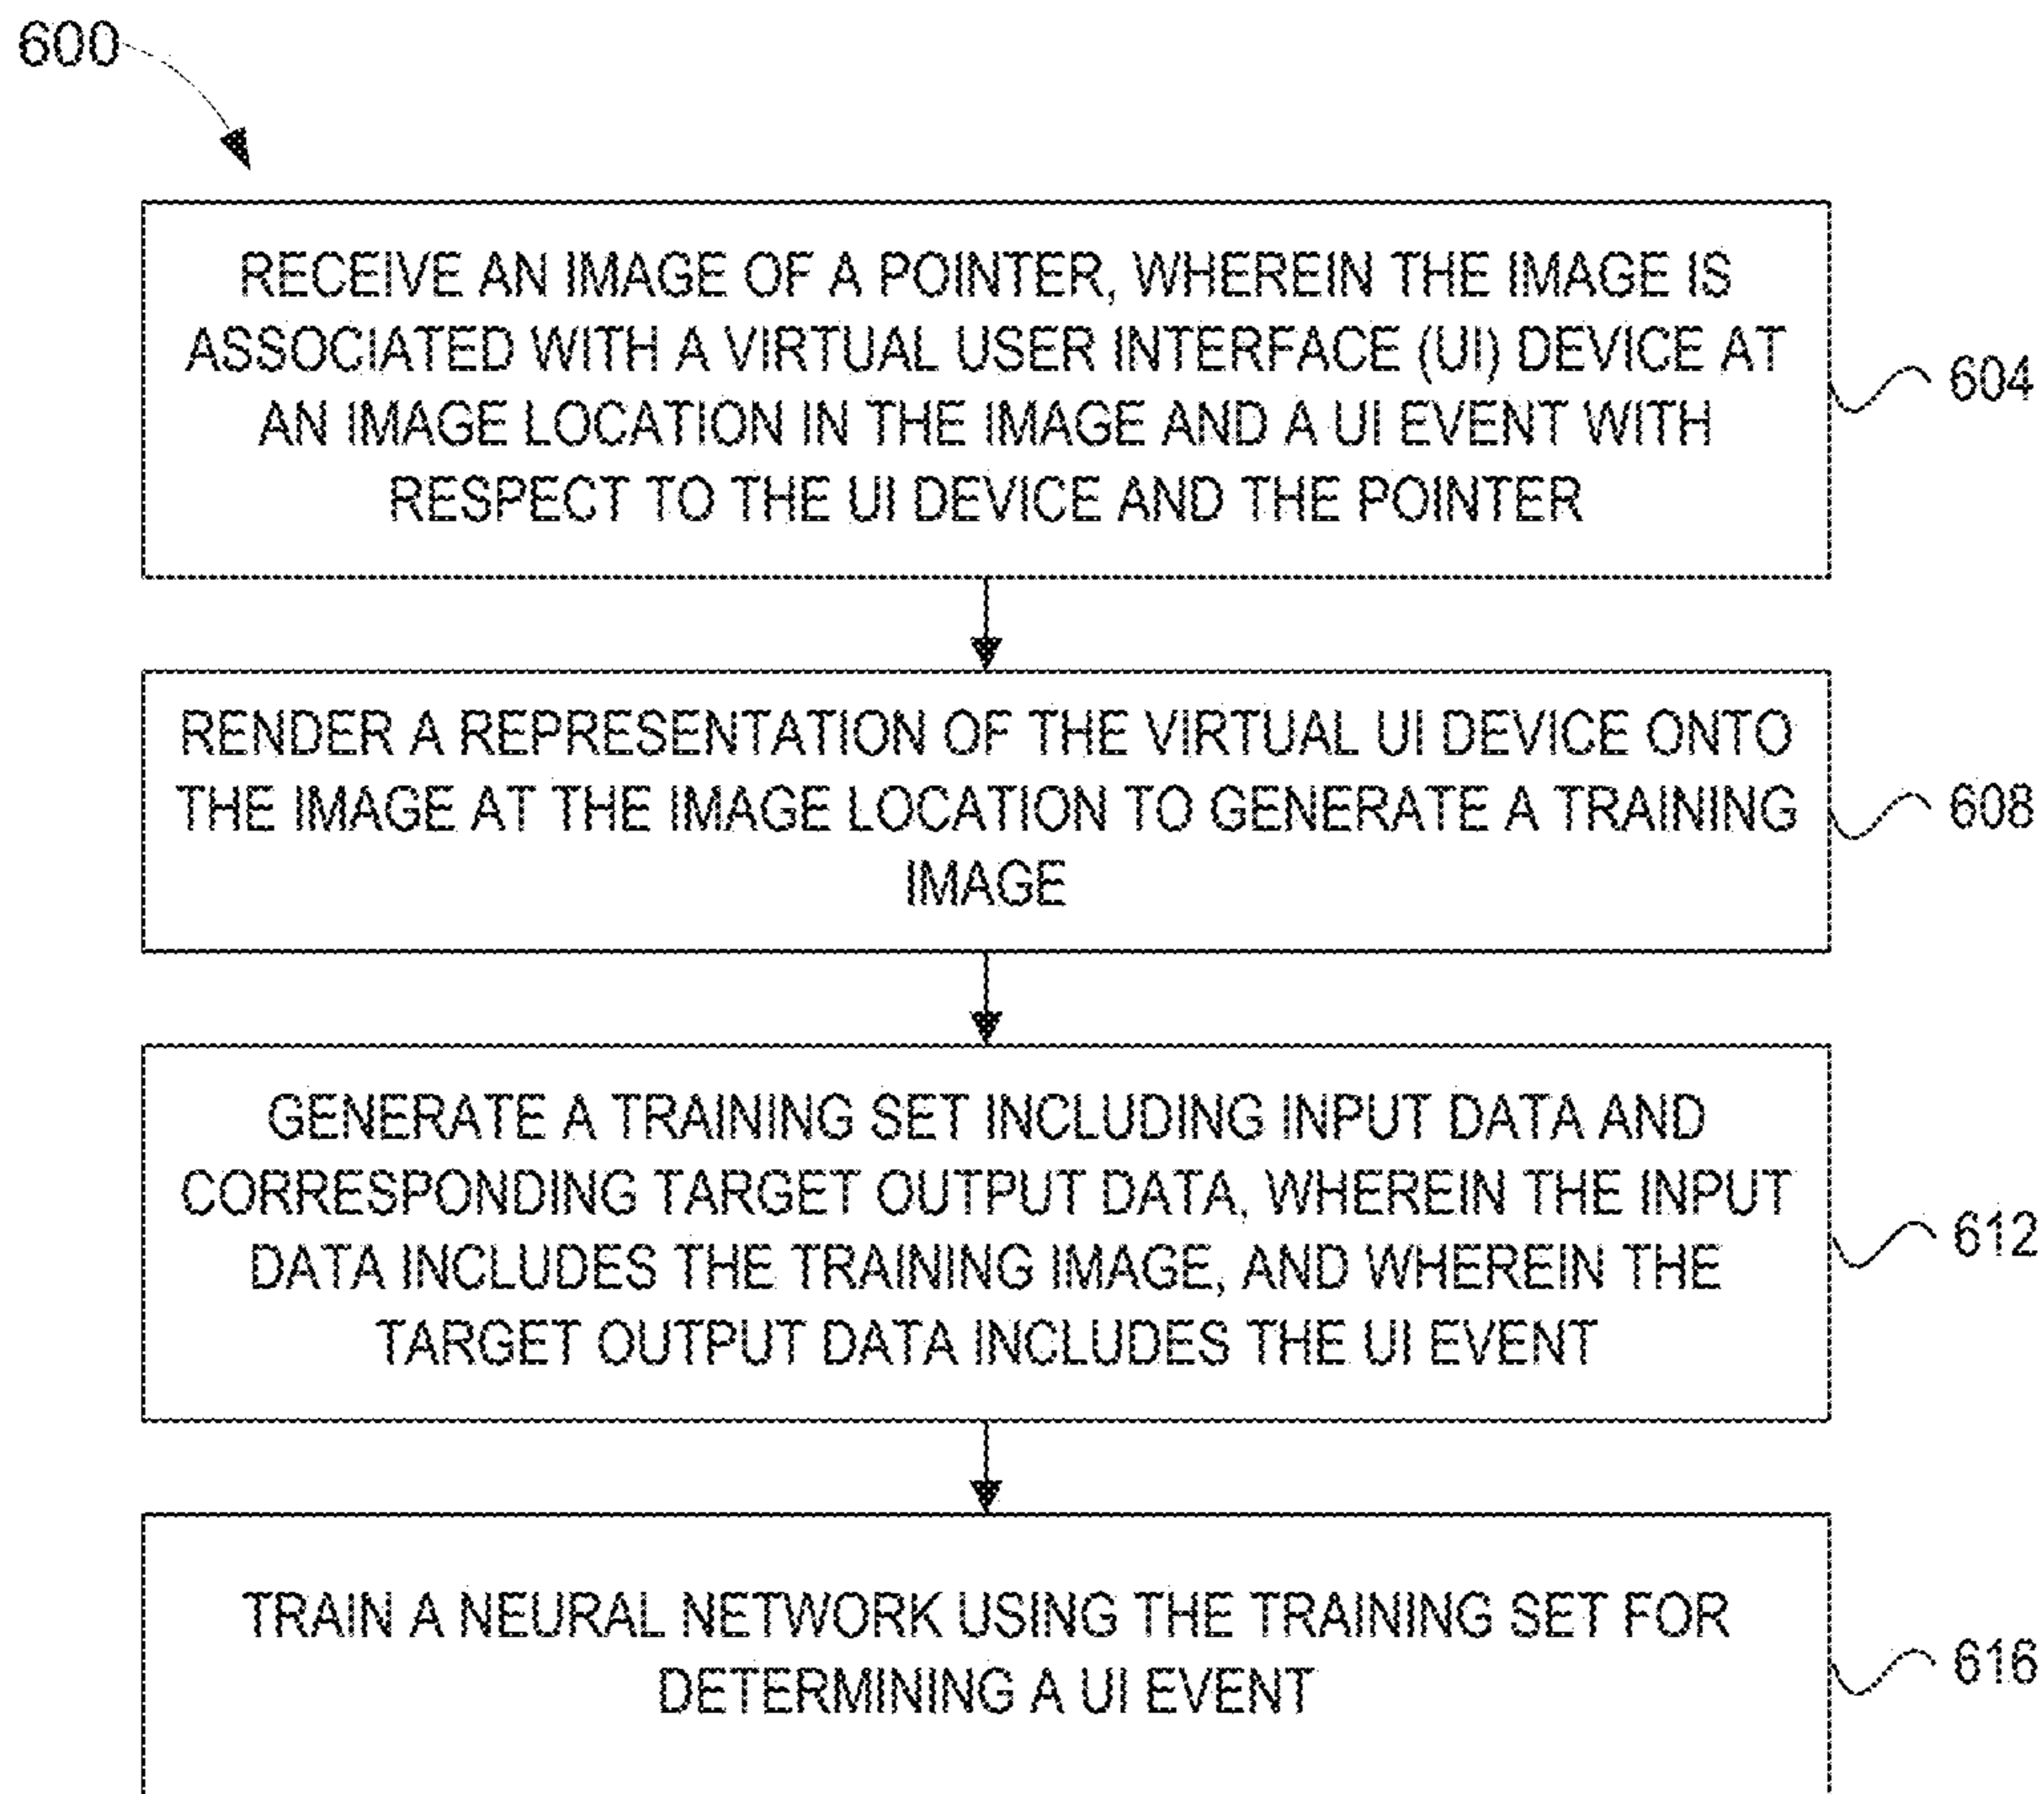 600
RECEIVE AN IMAGE OF A POINTER, WHEREIN THE IMAGE IS
ASSOCIATED WITH A VIRTUAL USER INTERFACE (UI) DEVICE AT
AN IMAGE LOCATION IN THE IMAGE AND A UI EVENT WITH
RESPECT TO THE UI DEVICE AND THE POINTER
604
RENDER A REPRESENTATION OF THE VIRTUAL UI DEVICE ONTO
THE IMAGE AT THE IMAGE LOCATION TO GENERATE A TRAINING
IMAGE
608
GENERATE A TRAINING SET INCLUDING INPUT DATA AND
CORRESPONDING TARGET OUTPUT DATA, WHEREIN THE INPUT
DATA INCLUDES THE TRAINING IMAGE, AND WHEREIN THE
TARGET OUTPUT DATA INCLUDES THE UI EVENT
612
TRAIN A NEURAL NETWORK USING THE TRAINING SET FOR
DETERMINING A UI EVENT
616